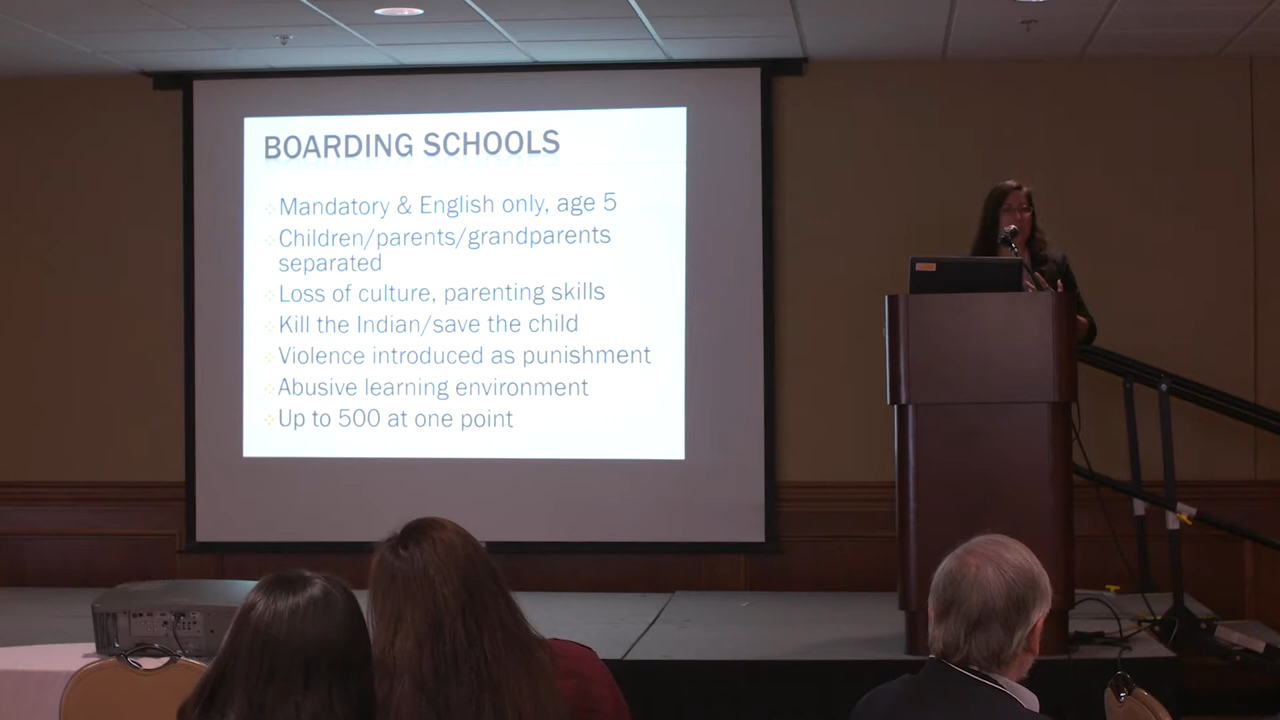 BOARDING SCHOOLS
Mandatory & English only, age 5
Children/parents/grandparents
separated
Loss of culture, parenting skills
Kill the Indian/save the child
Violence introduced as punishment
Abusive learning environment
Up to 500 at one point